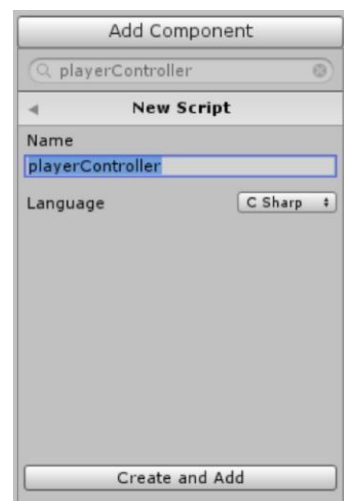 Add Component
playerController
New Script
Name
playerController
Language C Sharp
Create and Add